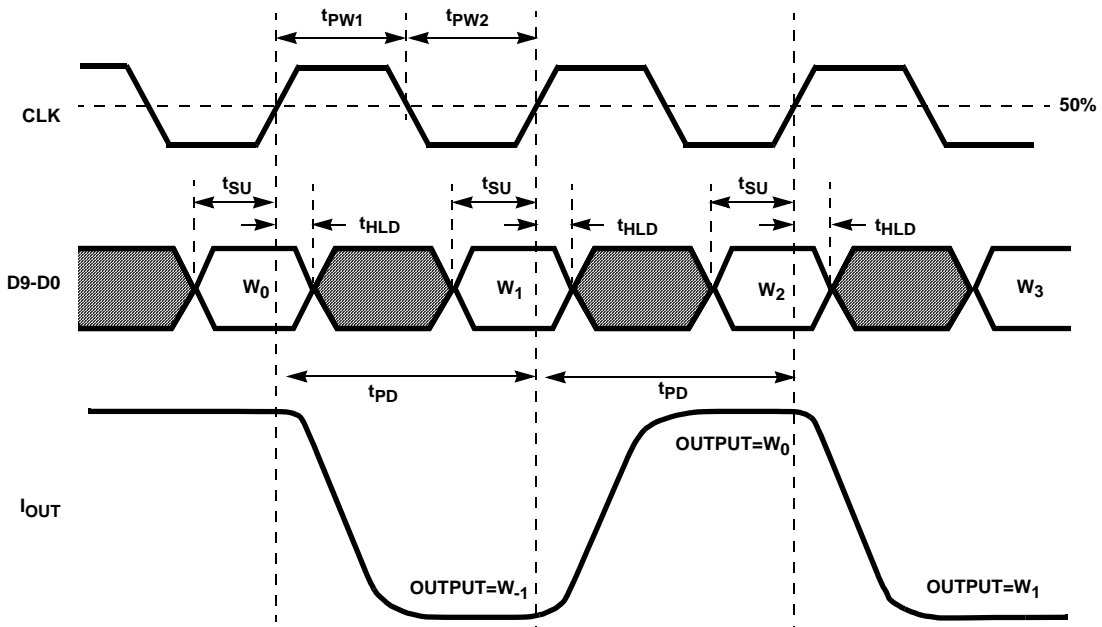 tPW1 tPW2
CLK 50%
tSU tSU tSU
tHLD tHLD tHLD
D9-D0 W0 W1 W2 W3
tPD tPD
OUTPUT=W0
IOUT
OUTPUT=W-1 OUTPUT=W1